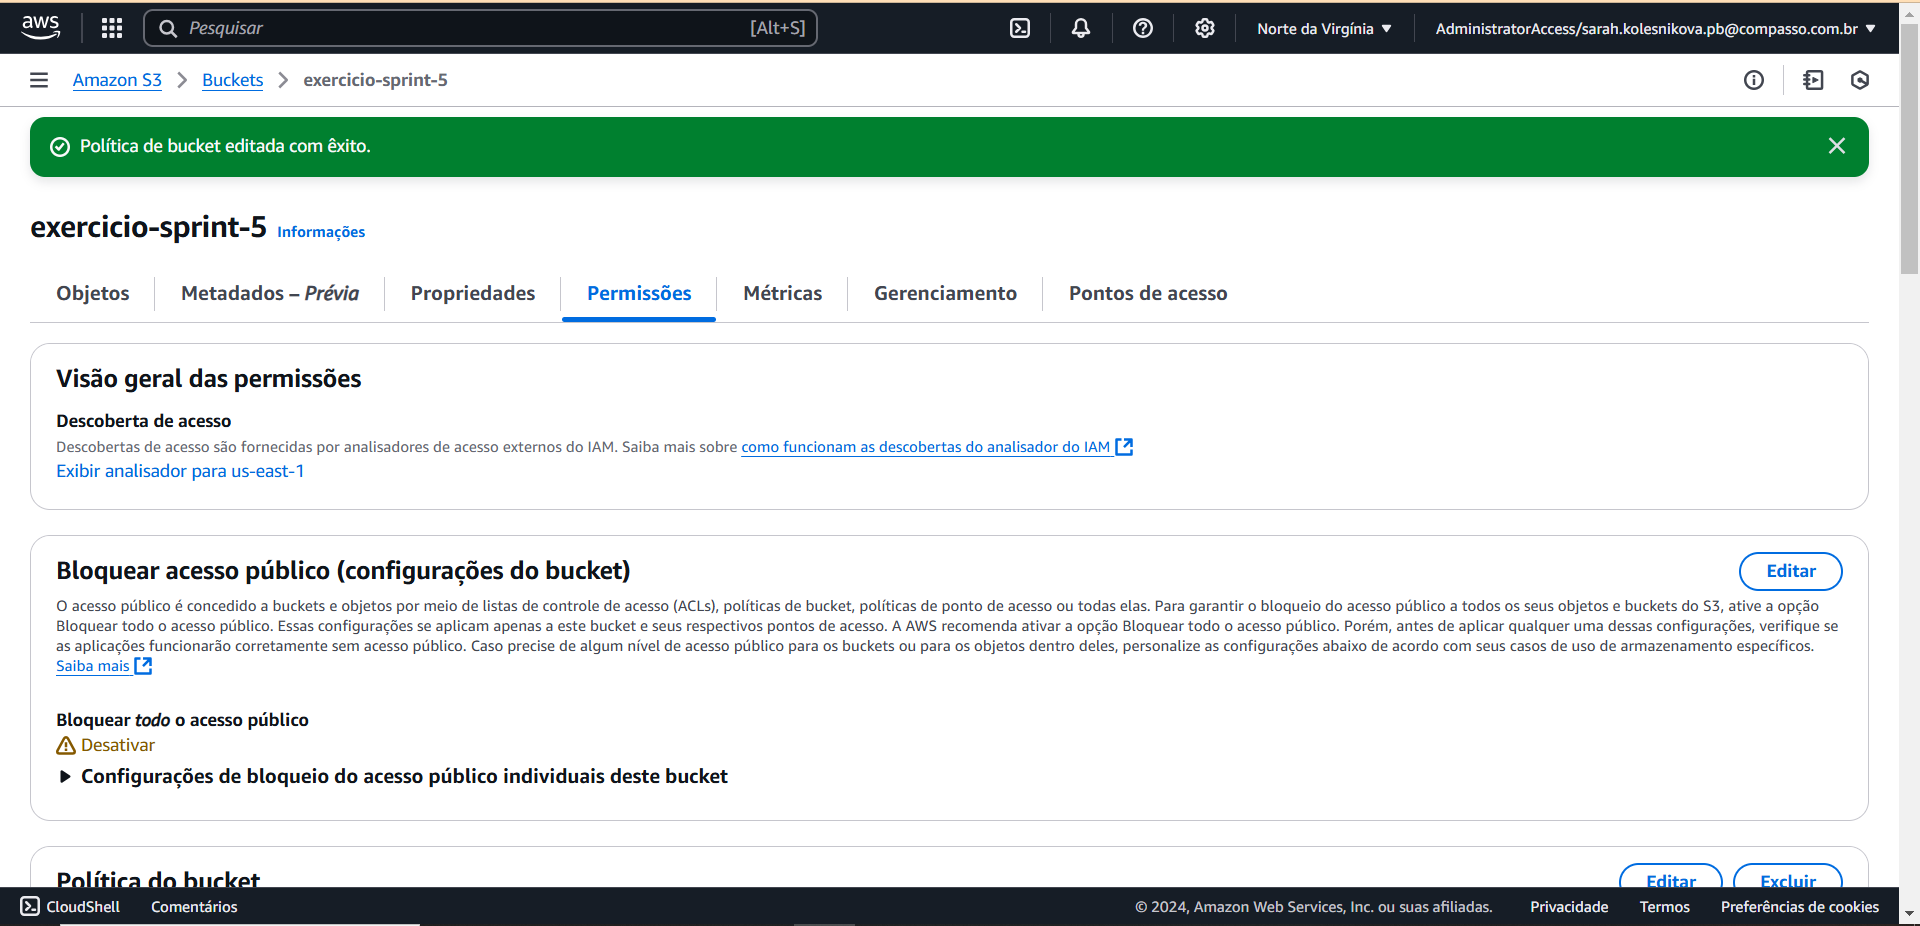 aws
Pesquisar [Alt+S]
Norte da Virgínia
AdministratorAccess/sarah.kolesnikova.pb@compasso.com.br
Amazon S3 Buckets exercicio-sprint-5
Política de bucket editada com êxito.
exercicio-sprint-5 Informações
Objetos Metadados – Prévia Propriedades Permissões Métricas Gerenciamento Pontos de acesso
Visão geral das permissões
Descoberta de acesso
Descobertas de acesso são fornecidas por analisadores de acesso externos do IAM. Saiba mais sobre como funcionam as descobertas do analisador do IAM
Exibir analisador para us-east-1
Bloquear acesso público (configurações do bucket)
Editar
O acesso público é concedido a buckets e objetos por meio de listas de controle de acesso (ACLs), políticas de bucket, políticas de ponto de acesso ou todas elas. Para garantir o bloqueio do acesso público a todos os seus objetos e buckets do S3, ative a opção
Bloquear todo o acesso público. Essas configurações se aplicam apenas a este bucket e seus respectivos pontos de acesso. A AWS recomenda ativar a opção Bloquear todo o acesso público. Porém, antes de aplicar qualquer uma dessas configurações, verifique se
as aplicações funcionarão corretamente sem acesso público. Caso precise de algum nível de acesso público para os buckets ou para os objetos dentro deles, personalize as configurações abaixo de acordo com seus casos de uso de armazenamento específicos.
Saiba mais
Bloquear todo o acesso público
Desativar
Configurações de bloqueio do acesso público individuais deste bucket
Política do bucket
Editar Excluir
CloudShell Comentários
© 2024, Amazon Web Services, Inc. ou suas afiliadas. Privacidade Termos Preferências de cookies